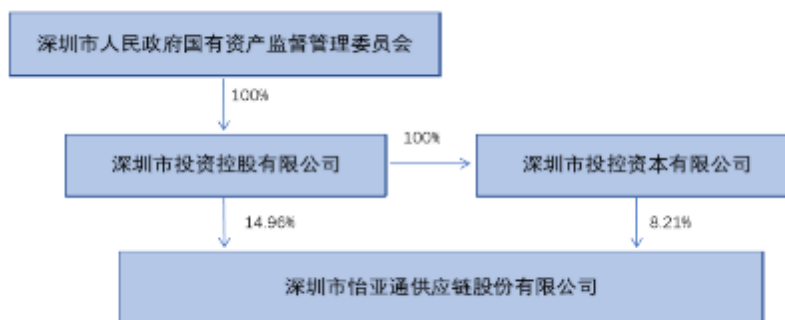 深圳市人民政府国有资产监督管理委员会
100%
100%
深圳市投资控股有限公司
深圳市投控资本有限公司
14.96%
8.21%
深圳市怡亚通供应链股份有限公司